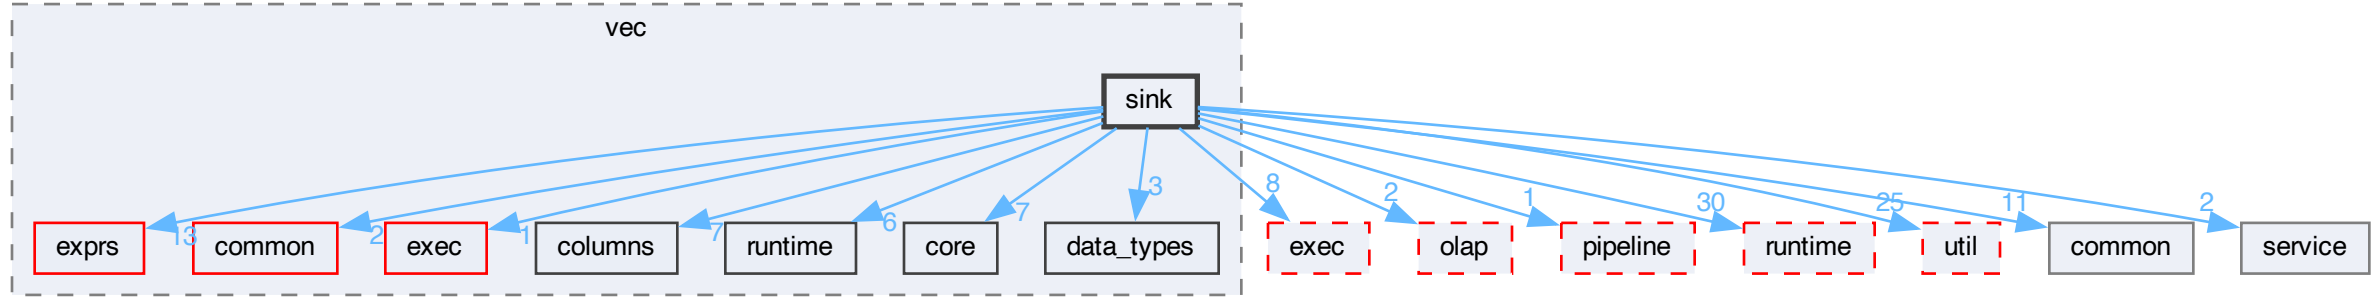 vec
sink
3
8
2
1
30
25
11
2
13
2
1
7
6
7
exprs
common
exec
columns
runtime
core
data_types
exec
olap
pipeline
runtime
util
common
service